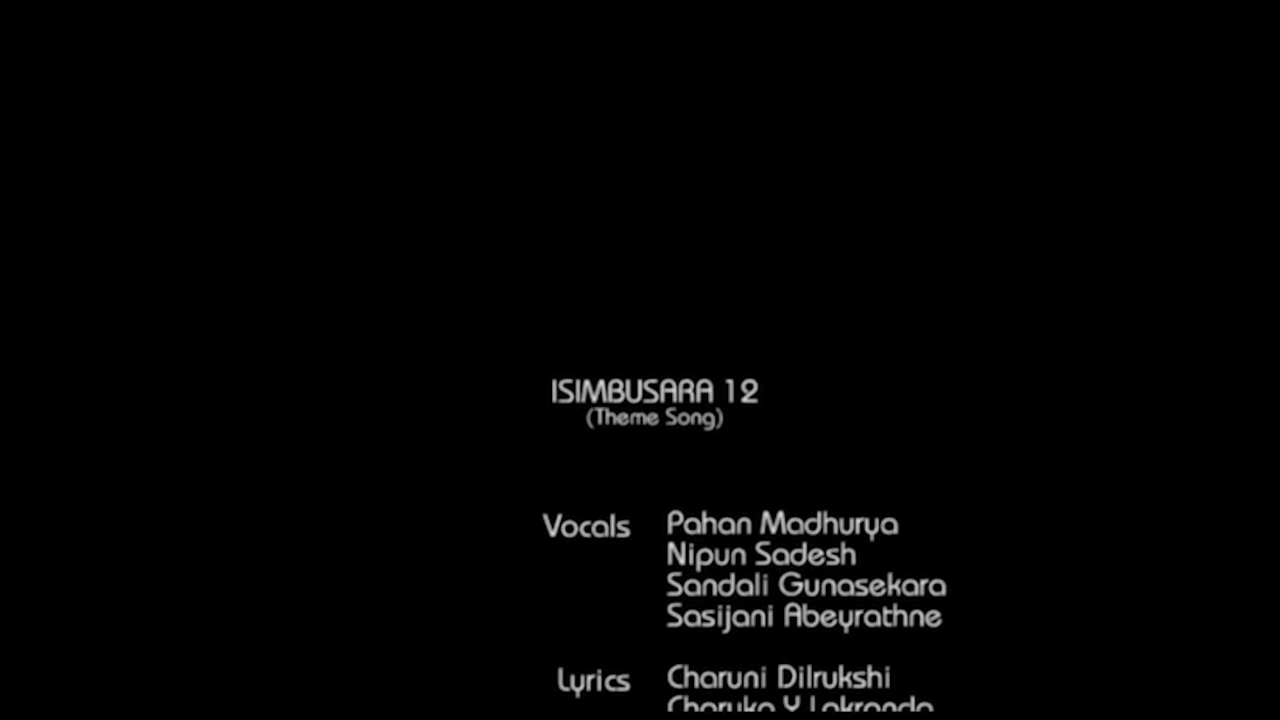 ISIMBUSARA 12
(Theme Song)
Vocals Pahan Madhurya
Nipun Sadesh
Sandali Gunasekara
Sasijani Abeyrathne
Lyrics Charuni Dilrukshi